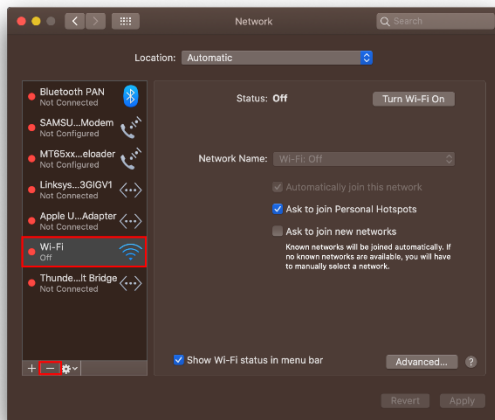 Network
Search
Location: Automatic
Bluetooth PAN
Not Connected
SAMSU...Modem
Not Configured
MT65xx...eloader
Not Configured
Linksys...3GIGV1
Not Connected
Apple U...Adapter
Not Connected
Wi-Fi
Off
Thunde...lt Bridge
Not Connected
Status: Off
Turn Wi-Fi On
Network Name: Wi-Fi: Off
Automatically join this network
Ask to join Personal Hotspots
Ask to join new networks
Known networks will be joined automatically. If
no known networks are available, you will have
to manually select a network.
Show Wi-Fi status in menu bar
Advanced...
?
Revert
Apply